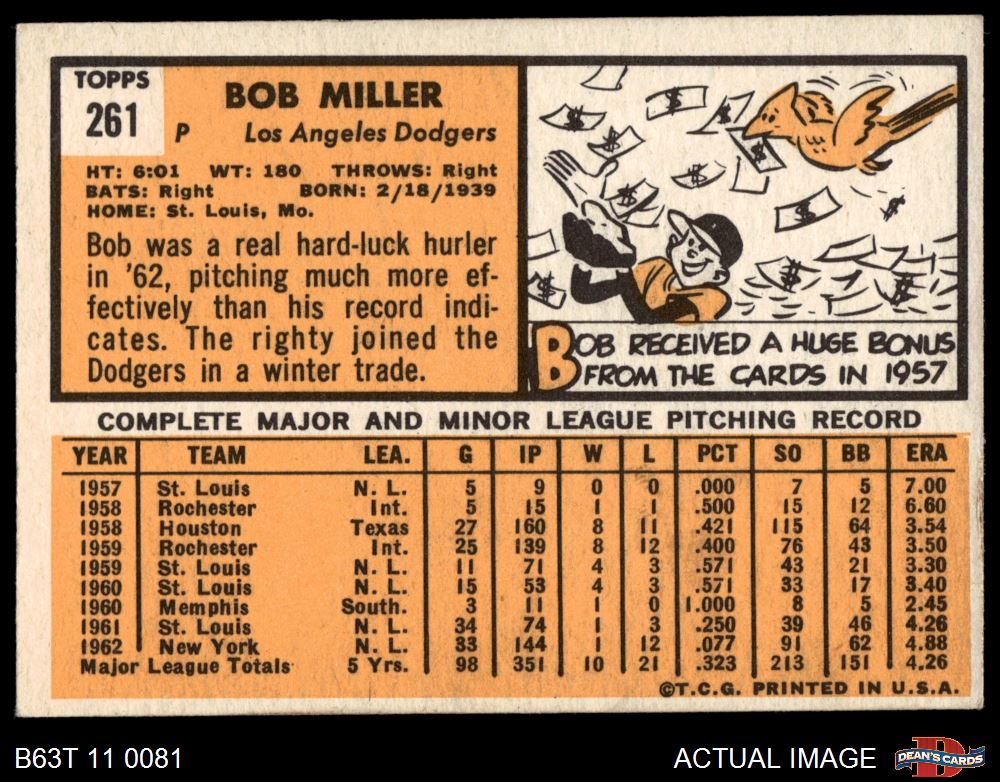 TOPPS
261
BOB MILLER
P Los Angeles Dodgers
HT: 6:01 WT: 180 THROWS: Right
BATS: Right BORN: 2/18/1939
HOME: St. Louis, Mo.
Bob was a real hard-luck hurler
in '62, pitching much more ef-
fectively than his record indi-
cates. The righty joined the
Dodgers in a winter trade.
BOB RECEIVED A HUGE BONUS
FROM THE CARDS IN 1957
COMPLETE MAJOR AND MINOR LEAGUE PITCHING RECORD
YEAR TEAM LEA. G IP W L PCT SO BB ERA
1957 St. Louis N. L. 5 9 0 0 .000 7 5 7.00
1958 Rochester Int. 5 15 1 1 .500 15 12 6.60
1958 Houston Texas 27 160 8 11 .421 115 64 3.54
1959 Rochester Int. 25 139 8 12 .400 76 43 3.50
1959 St. Louis N. L. 11 71 4 3 .571 43 21 3.30
1960 St. Louis N. L. 15 53 4 3 .571 33 17 3.40
1960 Memphis South. 3 11 1 0 1.000 8 5 2.45
1961 St. Louis N. L. 34 74 1 3 .250 39 46 4.26
1962 New York N. L. 33 144 1 12 .077 91 62 4.88
Major League Totals 5 Yrs. 98 351 10 21 .323 213 151 4.26
©T.C.G. PRINTED IN U.S.A.
B63T 11 0081
ACTUAL IMAGE
D
DEAN'S CARDS